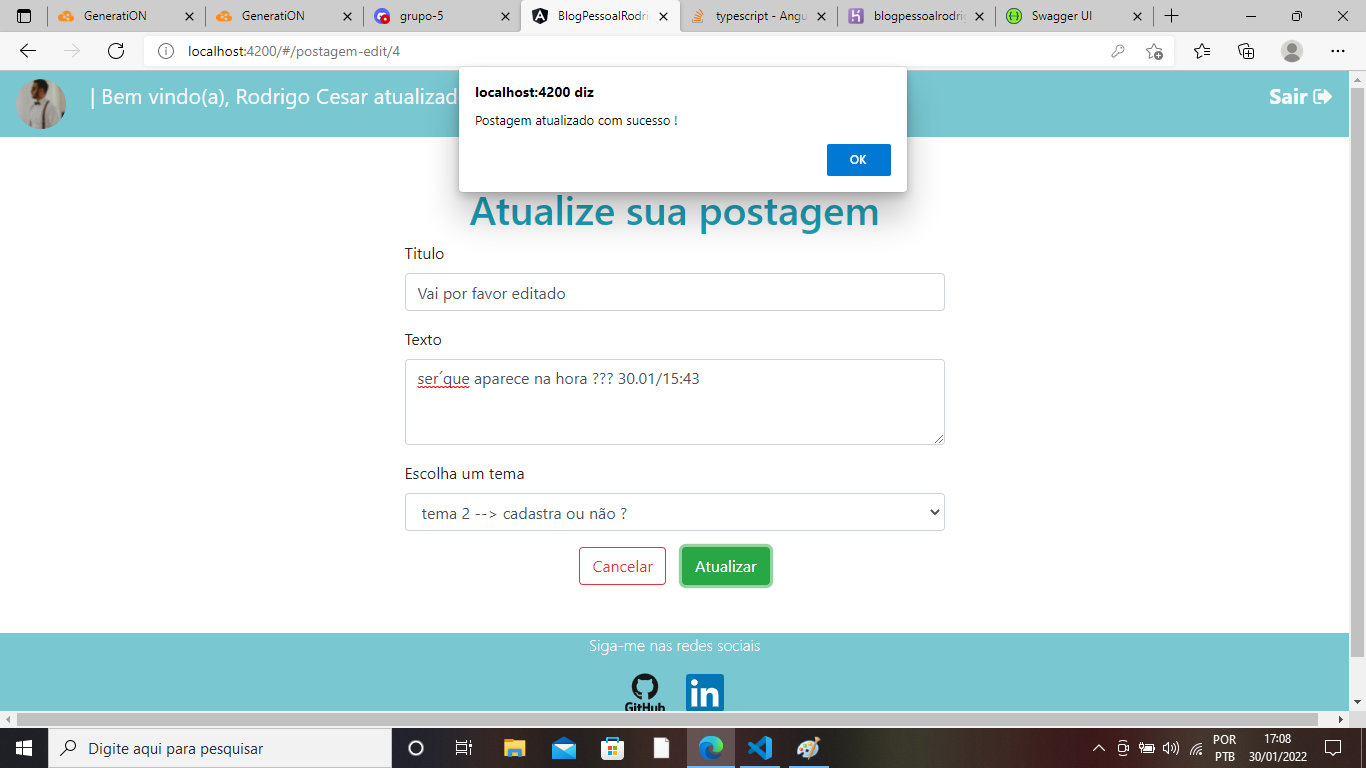 GeneratiON
GeneratiON
grupo-5
BlogPessoalRodri
typescript - Angu
blogpessoalrodri
Swagger UI
localhost:4200/#/postagem-edit/4
| Bem vindo(a), Rodrigo Cesar atualizad
Sair
localhost:4200 diz
Postagem atualizado com sucesso !
OK
Atualize sua postagem
Titulo
Vai por favor editado
Texto
ser´que aparece na hora ??? 30.01/15:43
Escolha um tema
tema 2 --> cadastra ou não ?
Cancelar
Atualizar
Siga-me nas redes sociais
GitHub
in
Digite aqui para pesquisar
POR
PTB
17:08
30/01/2022